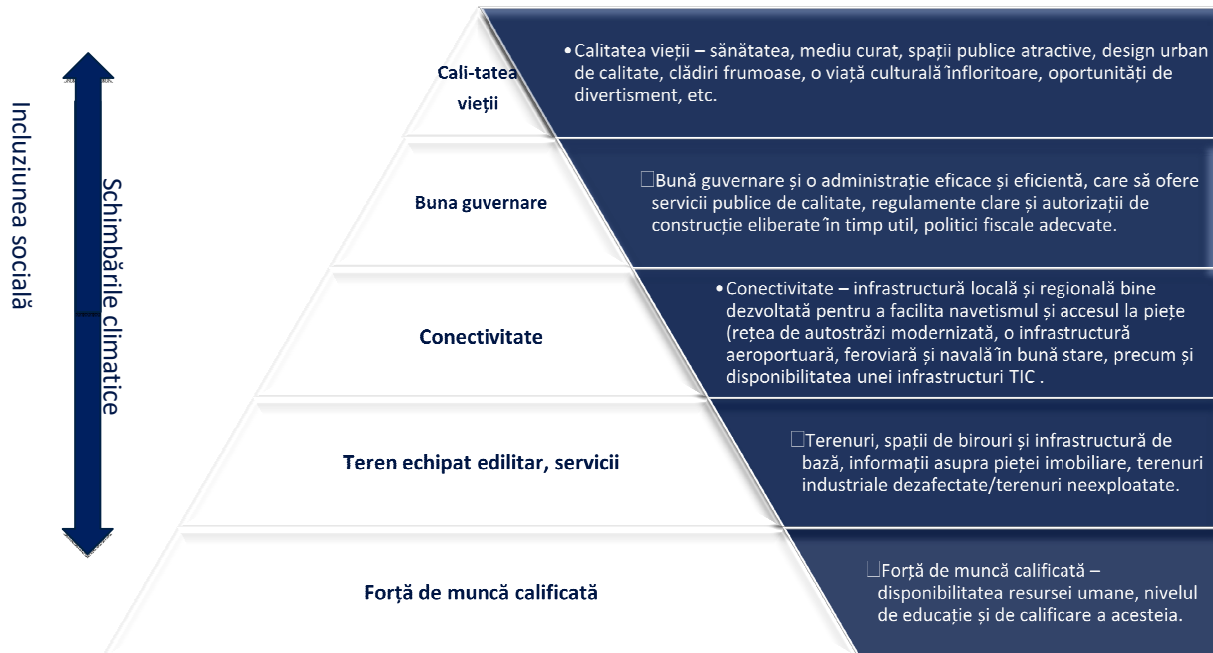 Incluziunea socială
Schimbările climatice
Cali-tatea
vieții
• Calitatea vieții – sănătatea, mediu curat, spații publice atractive, design urban
de calitate, clădiri frumoase, o viață culturală înfloritoare, oportunități de
divertisment, etc.
Buna guvernare
Bună guvernare și o administrație eficace și eficientă, care să ofere
servicii publice de calitate, regulamente clare și autorizații de
construcție eliberate în timp util, politici fiscale adecvate.
Conectivitate
• Conectivitate – infrastructură locală și regională bine
dezvoltată pentru a facilita navetismul și accesul la piețe
(rețea de autostrăzi modernizată, o infrastructură
aeroportuară, feroviară și navală în bună stare, precum și
disponibilitatea unei infrastructuri TIC .
Teren echipat edilitar, servicii
Terenuri, spații de birouri și infrastructură de
bază, informații asupra pieței imobiliare, terenuri
industriale dezafectate/terenuri neexploatate.
Forță de muncă calificată
Forță de muncă calificată –
disponibilitatea resursei umane, nivelul
de educație și de calificare a acesteia.